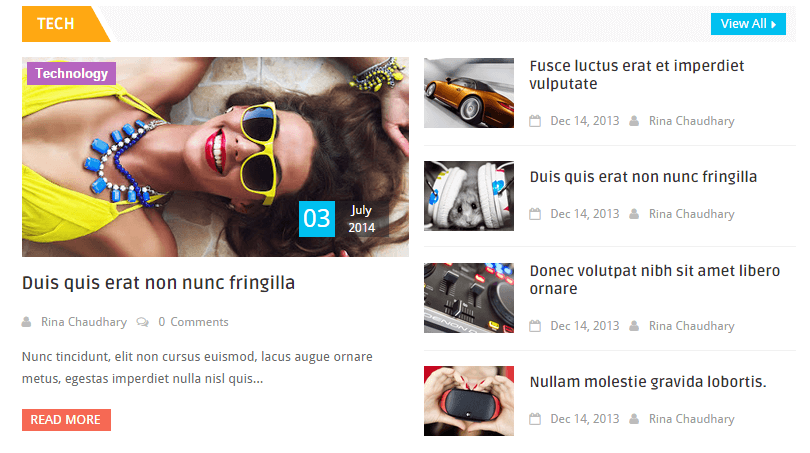 TECH
View All
Technology
03
July
2014
Duis quis erat non nunc fringilla
Rina Chaudhary 0 Comments
Nunc tincidunt, elit non cursus euismod, lacus augue ornare
metus, egestas imperdiet nulla nisl quis...
READ MORE
Fusce luctus erat et imperdiet
vulputate
Dec 14, 2013 Rina Chaudhary
Duis quis erat non nunc fringilla
Dec 14, 2013 Rina Chaudhary
Donec volutpat nibh sit amet libero
ornare
Dec 14, 2013 Rina Chaudhary
Nullam molestie gravida lobortis.
Dec 14, 2013 Rina Chaudhary
DENON